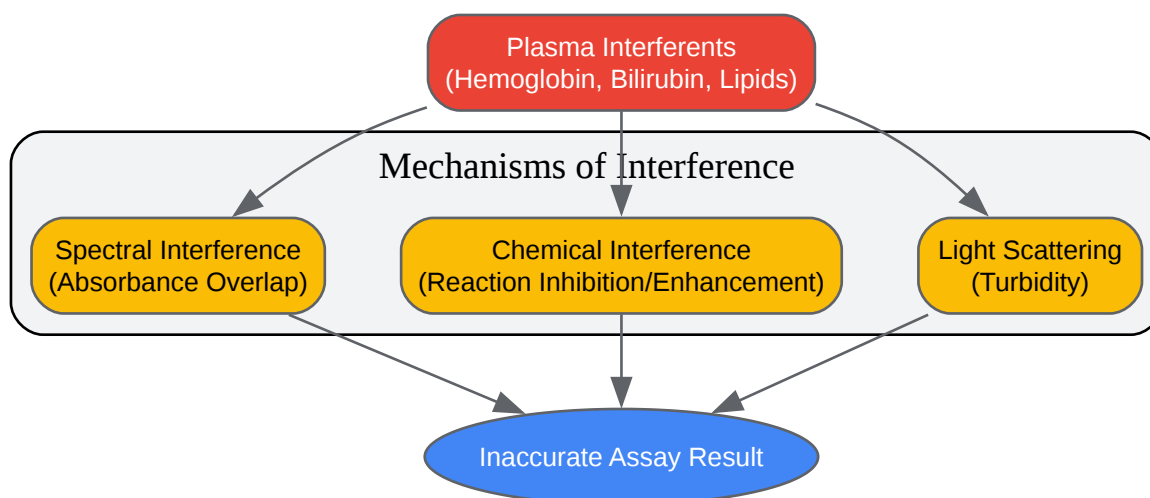 Plasma Interferents
(Hemoglobin, Bilirubin, Lipids)
Mechanisms of Interference
Spectral Interference
(Absorbance Overlap)
Chemical Interference
(Reaction Inhibition/Enhancement)
Light Scattering
(Turbidity)
Inaccurate Assay Result